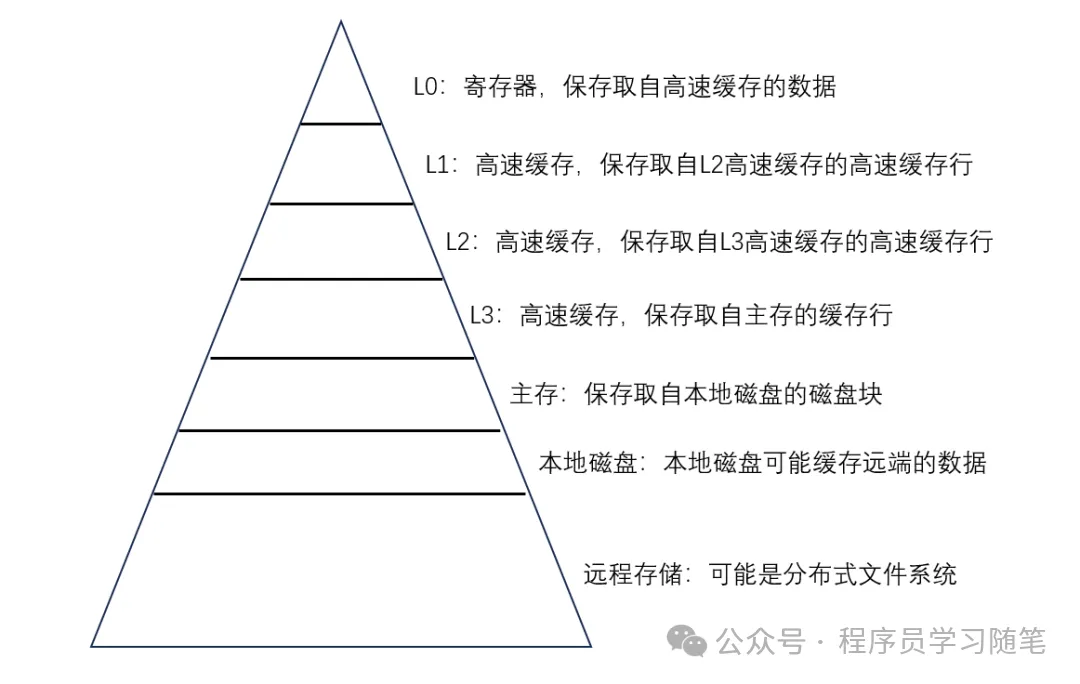 L0：寄存器，保存取自高速缓存的数据
L1：高速缓存，保存取自L2高速缓存的高速缓存行
L2：高速缓存，保存取自L3高速缓存的高速缓存行
L3：高速缓存，保存取自主存的缓存行
主存：保存取自本地磁盘的磁盘块
本地磁盘：本地磁盘可能缓存远端的数据
远程存储：可能是分布式文件系统
公众号·程序员学习随笔